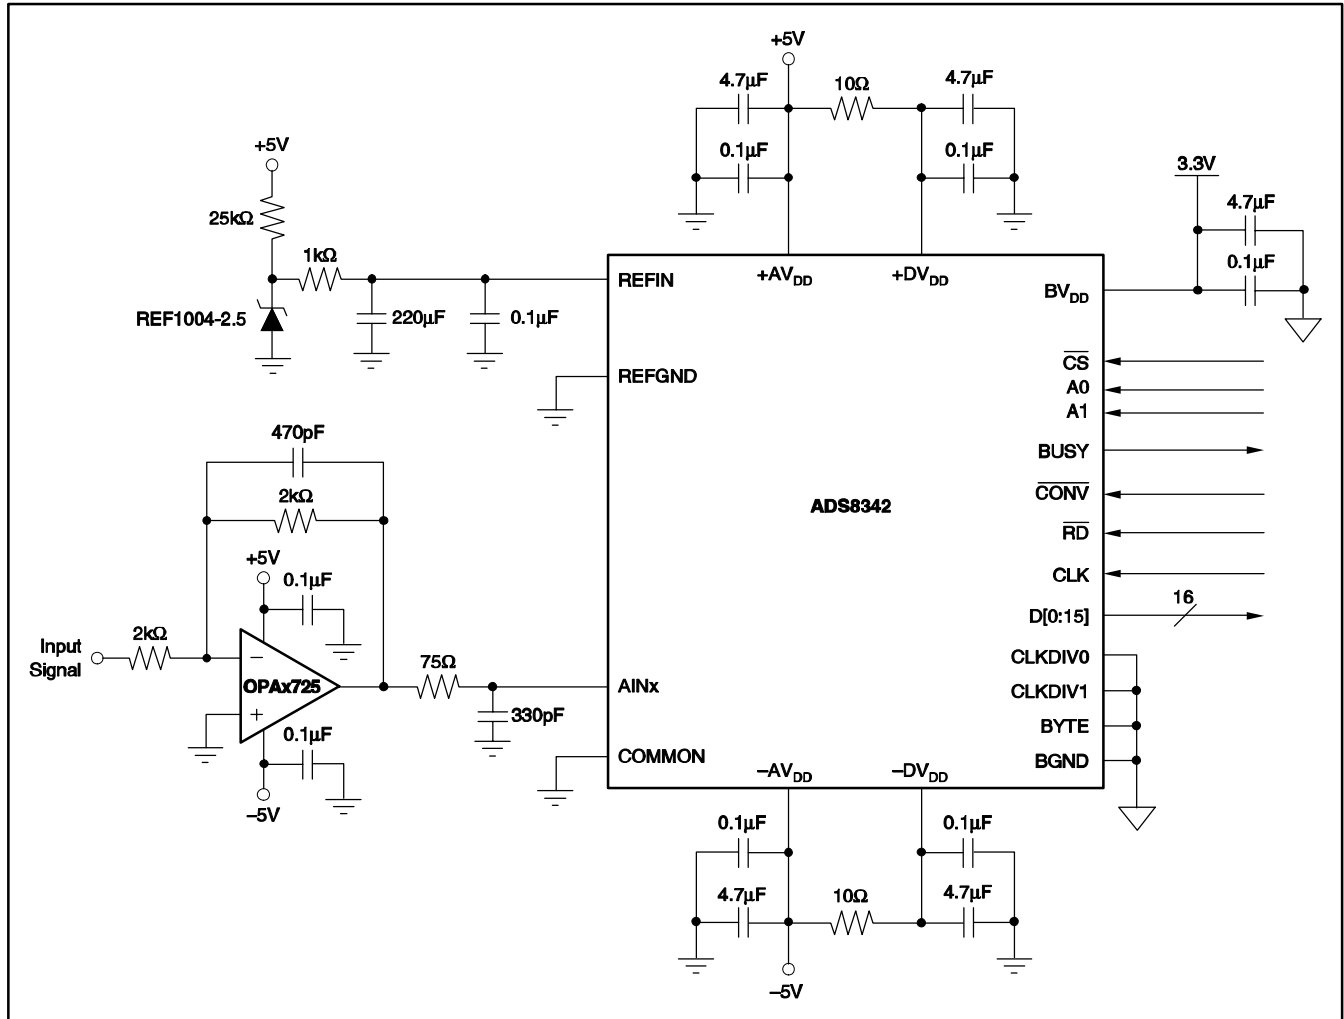 +5V
4.7µF
10Ω
4.7µF
0.1µF
0.1µF
+5V
25kΩ
1kΩ
REF1004-2.5
220µF
0.1µF
3.3V
4.7µF
0.1µF
REFIN
+AVDD
+DVDD
BVDD
REFGND
CS
A0
A1
BUSY
CONV
RD
CLK
D[0:15]
16
CLKDIV0
CLKDIV1
BYTE
BGND
ADS8342
470pF
2kΩ
+5V
0.1µF
Input
Signal
2kΩ
−
OPAx725
+
75Ω
330pF
0.1µF
–5V
AINx
COMMON
–AVDD
–DVDD
0.1µF
0.1µF
4.7µF
10Ω
4.7µF
–5V